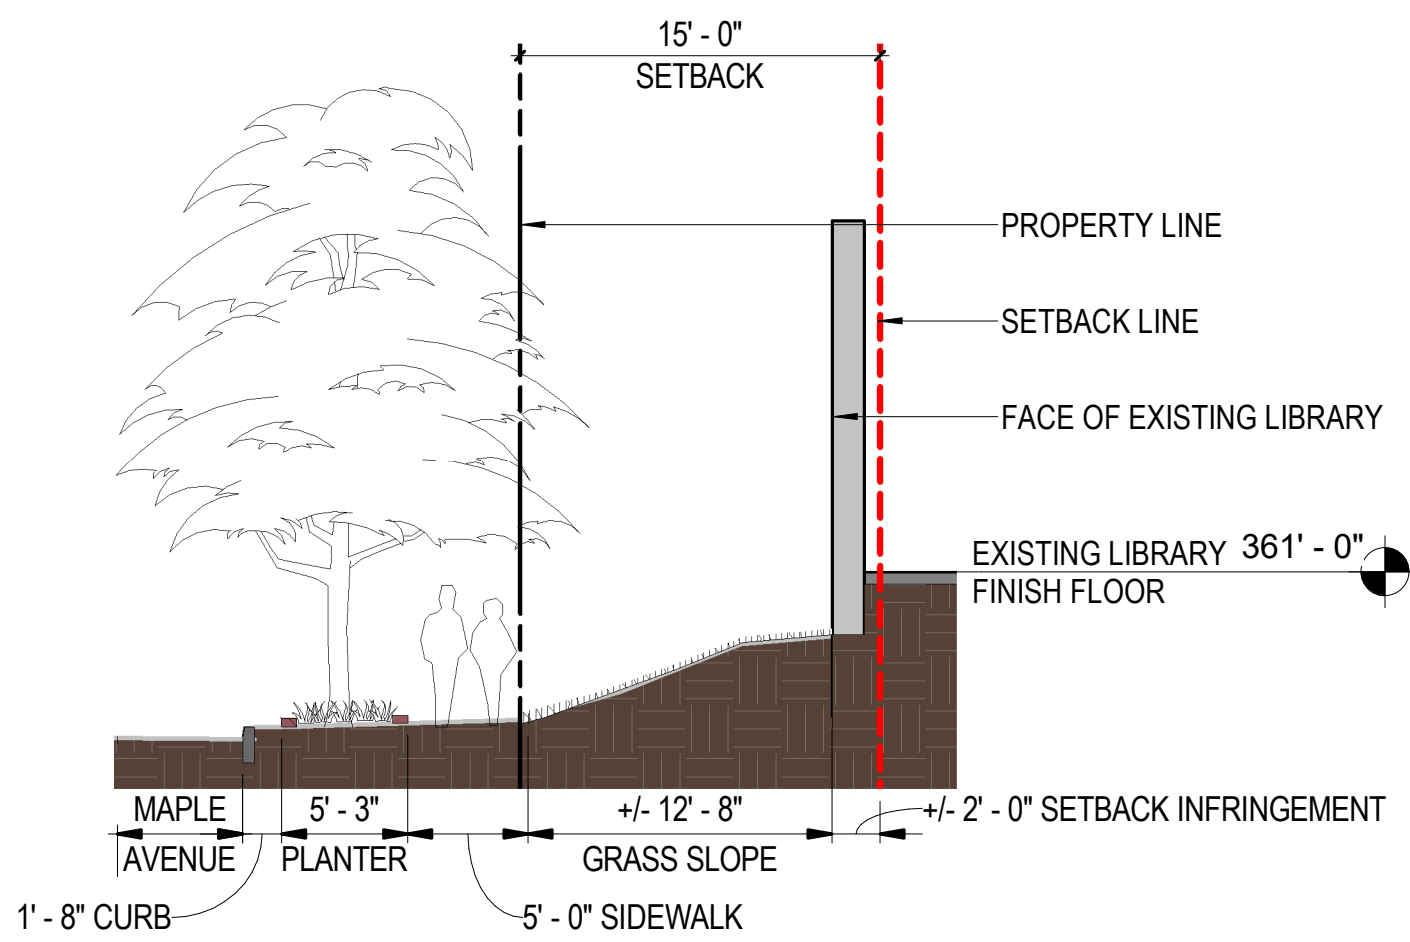 15' - 0"
SETBACK
PROPERTY LINE
SETBACK LINE
FACE OF EXISTING LIBRARY
EXISTING LIBRARY 361' - 0"
FINISH FLOOR
MAPLE 5' - 3" +/- 12' - 8" +/- 2' - 0" SETBACK INFRINGEMENT
AVENUE PLANTER GRASS SLOPE
1' - 8" CURB 5' - 0" SIDEWALK